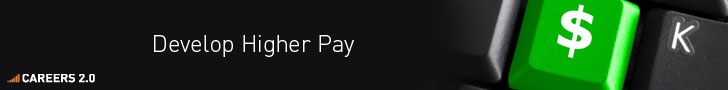 Develop Higher Pay
$
K
CAREERS 2.0